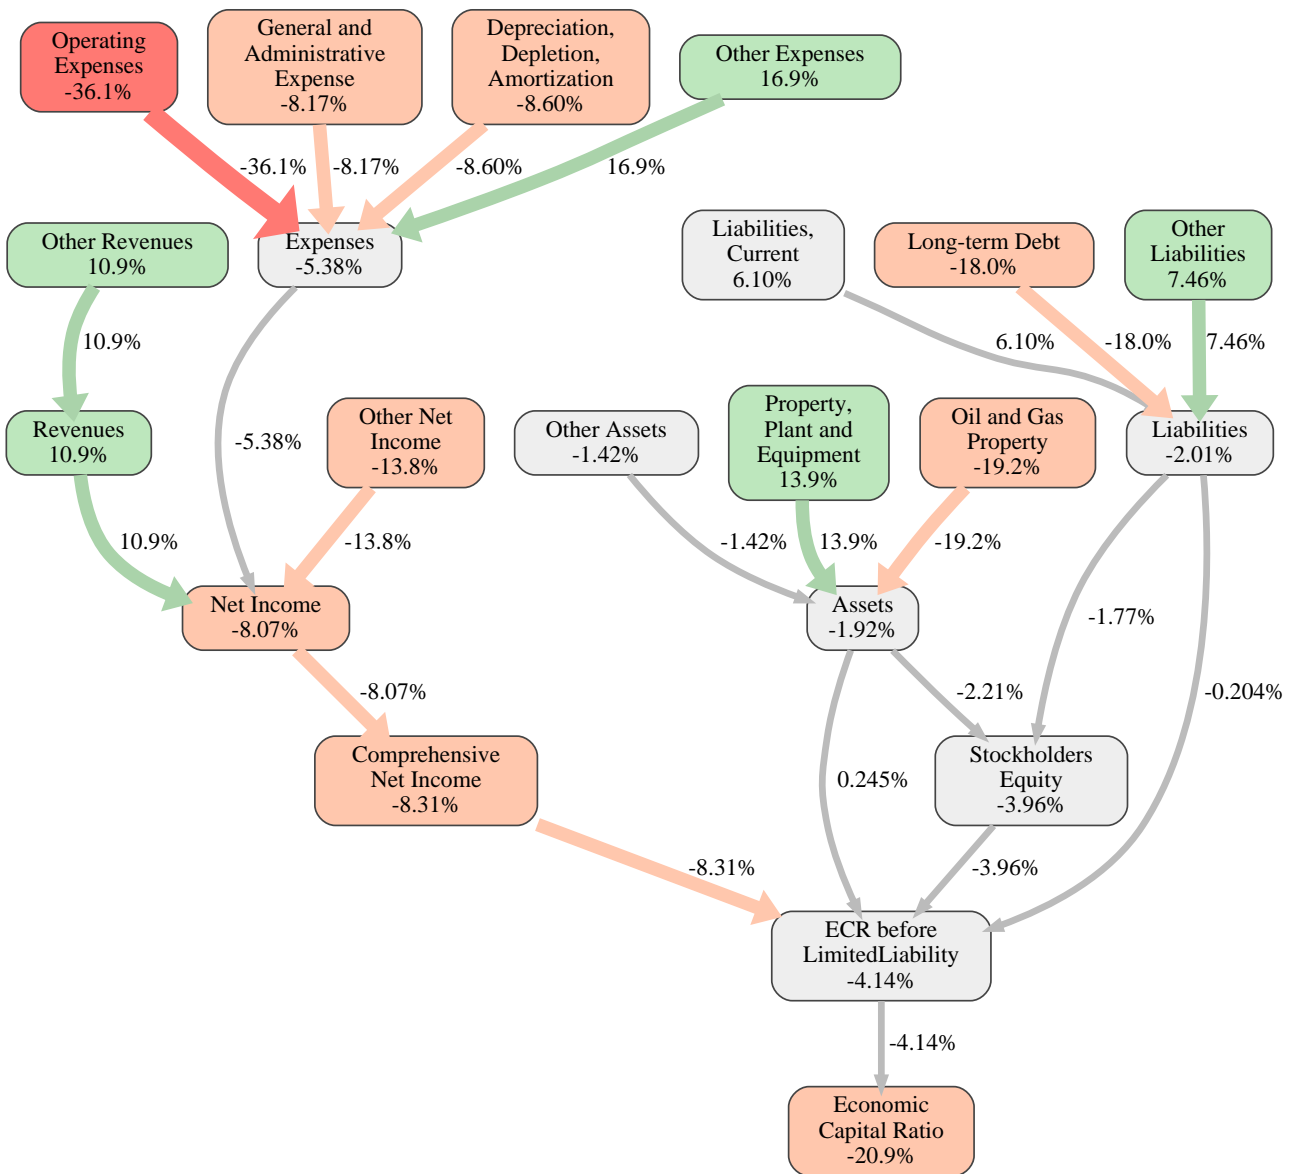 Operating
Expenses
-36.1%
General and
Administrative
Expense
-8.17%
Depreciation,
Depletion,
Amortization
-8.60%
Other Expenses
16.9%
-36.1%
-8.17%
-8.60%
16.9%
Other Revenues
10.9%
Expenses
-5.38%
Liabilities,
Current
6.10%
Long-term Debt
-18.0%
Other
Liabilities
7.46%
10.9%
6.10%
-18.0%
7.46%
Revenues
10.9%
-5.38%
Other Net
Income
-13.8%
Other Assets
-1.42%
Property,
Plant and
Equipment
13.9%
Oil and Gas
Property
-19.2%
Liabilities
-2.01%
10.9%
-13.8%
-1.42%
13.9%
-19.2%
Net Income
-8.07%
Assets
-1.92%
-1.77%
-8.07%
-2.21%
-0.204%
Comprehensive
Net Income
-8.31%
0.245%
Stockholders
Equity
-3.96%
-8.31%
-3.96%
ECR before
LimitedLiability
-4.14%
-4.14%
Economic
Capital Ratio
-20.9%